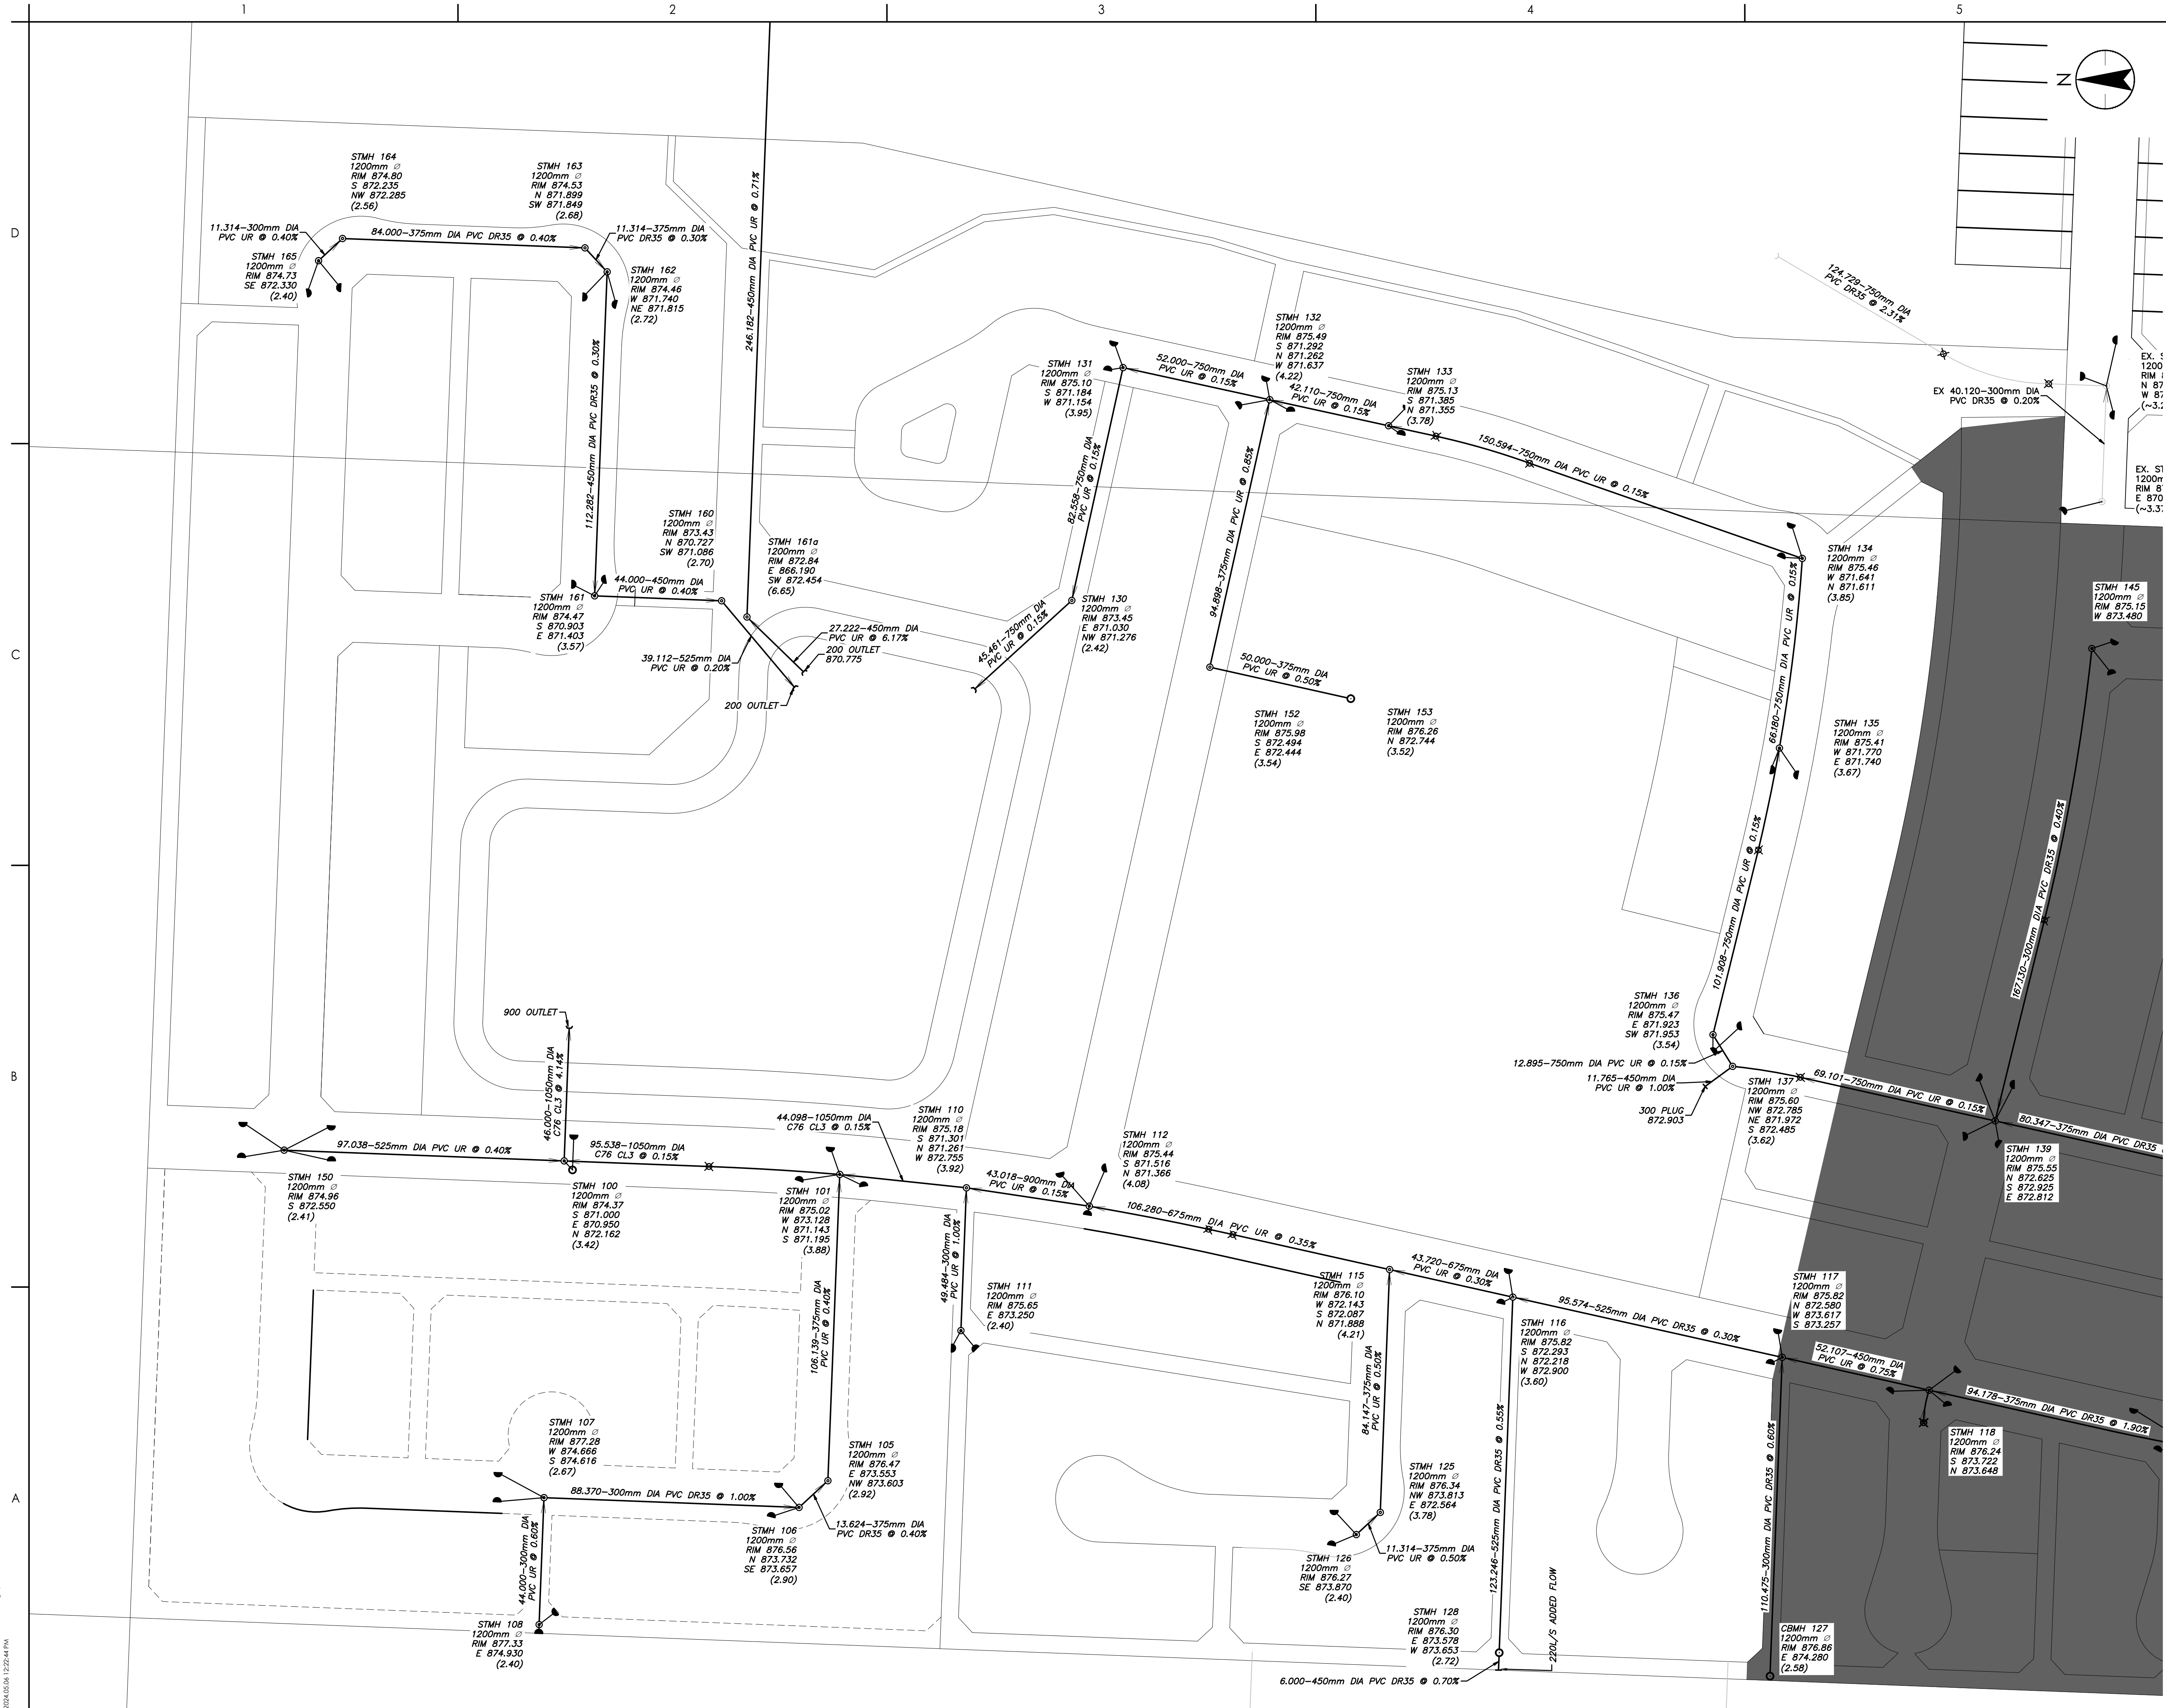 1
2
3
4
5
N
D
C
B
A
STMH 164
1200mm ∅
RIM 874.80
S 872.235
NW 872.285
(2.56)
STMH 163
1200mm ∅
RIM 874.53
N 871.899
SW 871.849
(2.68)
11.314-300mm DIA
PVC UR @ 0.40%
84.000-375mm DIA PVC DR35 @ 0.40%
11.314-375mm DIA
PVC DR35 @ 0.30%
STMH 165
1200mm ∅
RIM 874.73
SE 872.330
(2.40)
STMH 162
1200mm ∅
RIM 874.46
W 871.740
NE 871.815
(2.72)
246.182-450mm DIA PVC UR @ 0.71%
112.282-450mm DIA PVC DR35 @ 0.30%
STMH 160
1200mm ∅
RIM 873.43
N 870.727
SW 871.086
(2.70)
STMH 161a
1200mm ∅
RIM 872.84
E 866.190
SW 872.454
(6.65)
STMH 161
1200mm ∅
RIM 874.47
S 870.903
E 871.403
(3.57)
44.000-450mm DIA
PVC UR @ 0.40%
39.112-525mm DIA
PVC UR @ 0.20%
27.222-450mm DIA
PVC UR @ 6.17%
200 OUTLET
870.775
200 OUTLET
STMH 131
1200mm ∅
RIM 875.10
S 871.184
W 871.154
(3.95)
52.000-750mm DIA
PVC UR @ 0.15%
STMH 132
1200mm ∅
RIM 875.49
S 871.292
N 871.262
W 871.637
(4.22)
42.110-750mm DIA
PVC UR @ 0.15%
STMH 133
1200mm ∅
RIM 875.13
S 871.385
N 871.355
(3.78)
150.594-750mm DIA PVC UR @ 0.15%
82.558-750mm DIA
PVC UR @ 0.15%
94.898-375mm DIA PVC UR @ 0.85%
45.461-750mm DIA
PVC UR @ 0.15%
STMH 130
1200mm ∅
RIM 873.45
E 871.030
NW 871.276
(2.42)
50.000-375mm DIA
PVC UR @ 0.50%
STMH 152
1200mm ∅
RIM 875.98
S 872.494
E 872.444
(3.54)
STMH 153
1200mm ∅
RIM 876.26
N 872.744
(3.52)
124.729-750mm DIA
PVC DR35 @ 2.31%
EX 40.120-300mm DIA
PVC DR35 @ 0.20%
STMH 134
1200mm ∅
RIM 875.46
W 871.641
N 871.611
(3.85)
66.180-750mm DIA PVC UR @ 0.15%
STMH 135
1200mm ∅
RIM 875.41
W 871.770
E 871.740
(3.67)
STMH 145
1200mm ∅
RIM 875.15
W 873.480
101.908-750mm DIA PVC UR @ 0.15%
167.130-300mm DIA PVC DR35 @ 0.40%
STMH 136
1200mm ∅
RIM 875.47
E 871.923
SW 871.953
(3.54)
12.895-750mm DIA PVC UR @ 0.15%
11.765-450mm DIA
PVC UR @ 1.00%
300 PLUG
872.903
STMH 137
1200mm ∅
RIM 875.60
NW 872.785
NE 871.972
S 872.485
(3.62)
69.101-750mm DIA PVC UR @ 0.15%
80.347-375mm DIA PVC DR35
STMH 139
1200mm ∅
RIM 875.55
N 872.625
S 872.925
E 872.812
900 OUTLET
46.000-1050mm DIA
C76 CL3 @ 4.14%
97.038-525mm DIA PVC UR @ 0.40%
95.538-1050mm DIA
C76 CL3 @ 0.15%
44.098-1050mm DIA
C76 CL3 @ 0.15%
STMH 110
1200mm ∅
RIM 875.18
S 871.301
N 871.261
W 872.755
(3.92)
STMH 112
1200mm ∅
RIM 875.44
S 871.516
N 871.366
(4.08)
43.018-900mm DIA
PVC UR @ 0.15%
STMH 150
1200mm ∅
RIM 874.96
S 872.550
(2.41)
STMH 100
1200mm ∅
RIM 874.37
S 871.000
E 870.950
N 872.162
(3.42)
STMH 101
1200mm ∅
RIM 875.02
W 873.128
N 871.143
S 871.195
(3.88)
106.280-675mm DIA PVC UR @ 0.35%
49.484-300mm DIA
PVC UR @ 1.00%
STMH 111
1200mm ∅
RIM 875.65
E 873.250
(2.40)
106.139-375mm DIA
PVC UR @ 0.40%
43.720-675mm DIA
PVC UR @ 0.30%
STMH 115
1200mm ∅
RIM 876.10
W 872.143
S 872.087
N 871.888
(4.21)
95.574-525mm DIA PVC DR35 @ 0.30%
STMH 116
1200mm ∅
RIM 875.82
S 872.293
N 872.218
W 872.900
(3.60)
STMH 117
1200mm ∅
RIM 875.82
N 872.580
W 873.617
S 873.257
52.107-450mm DIA
PVC UR @ 0.75%
94.178-375mm DIA PVC DR35 @ 1.90%
STMH 118
1200mm ∅
RIM 876.24
S 873.722
N 873.648
84.147-375mm DIA
PVC UR @ 0.50%
STMH 107
1200mm ∅
RIM 877.28
W 874.666
S 874.616
(2.67)
88.370-300mm DIA PVC DR35 @ 1.00%
STMH 105
1200mm ∅
RIM 876.47
E 873.553
NW 873.603
(2.92)
13.624-375mm DIA
PVC DR35 @ 0.40%
STMH 106
1200mm ∅
RIM 876.56
N 873.732
SE 873.657
(2.90)
44.000-300mm DIA
PVC UR @ 0.60%
STMH 108
1200mm ∅
RIM 877.33
E 874.930
(2.40)
STMH 125
1200mm ∅
RIM 876.34
NW 873.813
E 872.564
(3.78)
11.314-375mm DIA
PVC UR @ 0.50%
STMH 126
1200mm ∅
RIM 876.27
SE 873.870
(2.40)
123.246-525mm DIA PVC DR35 @ 0.55%
STMH 128
1200mm ∅
RIM 876.30
E 873.578
W 873.653
(2.72)
6.000-450mm DIA PVC DR35 @ 0.70%
220L/S ADDED FLOW
110.475-300mm DIA PVC DR35 @ 0.60%
CBMH 127
1200mm ∅
RIM 876.86
E 874.280
(2.58)
2024.05.06 12:22:44 PM